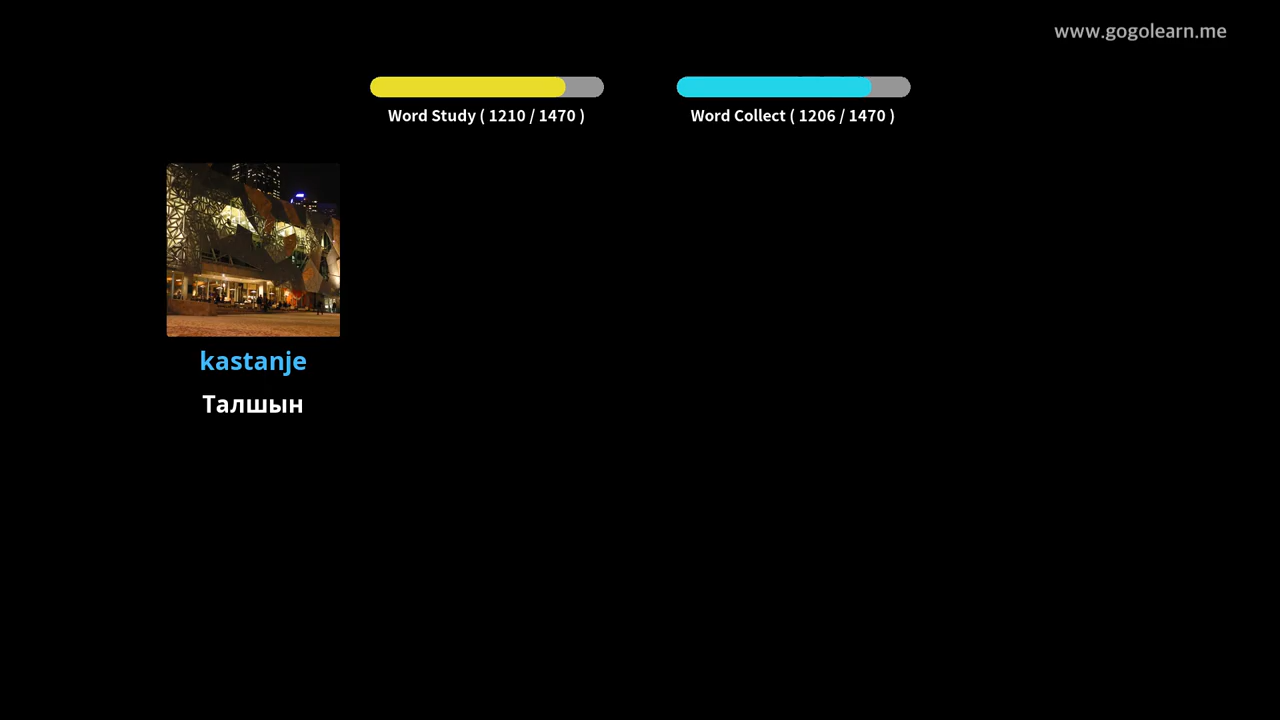 www.gogolearn.me
Word Study ( 1210 / 1470 )
Word Collect ( 1206 / 1470 )
kastanje
Талшын